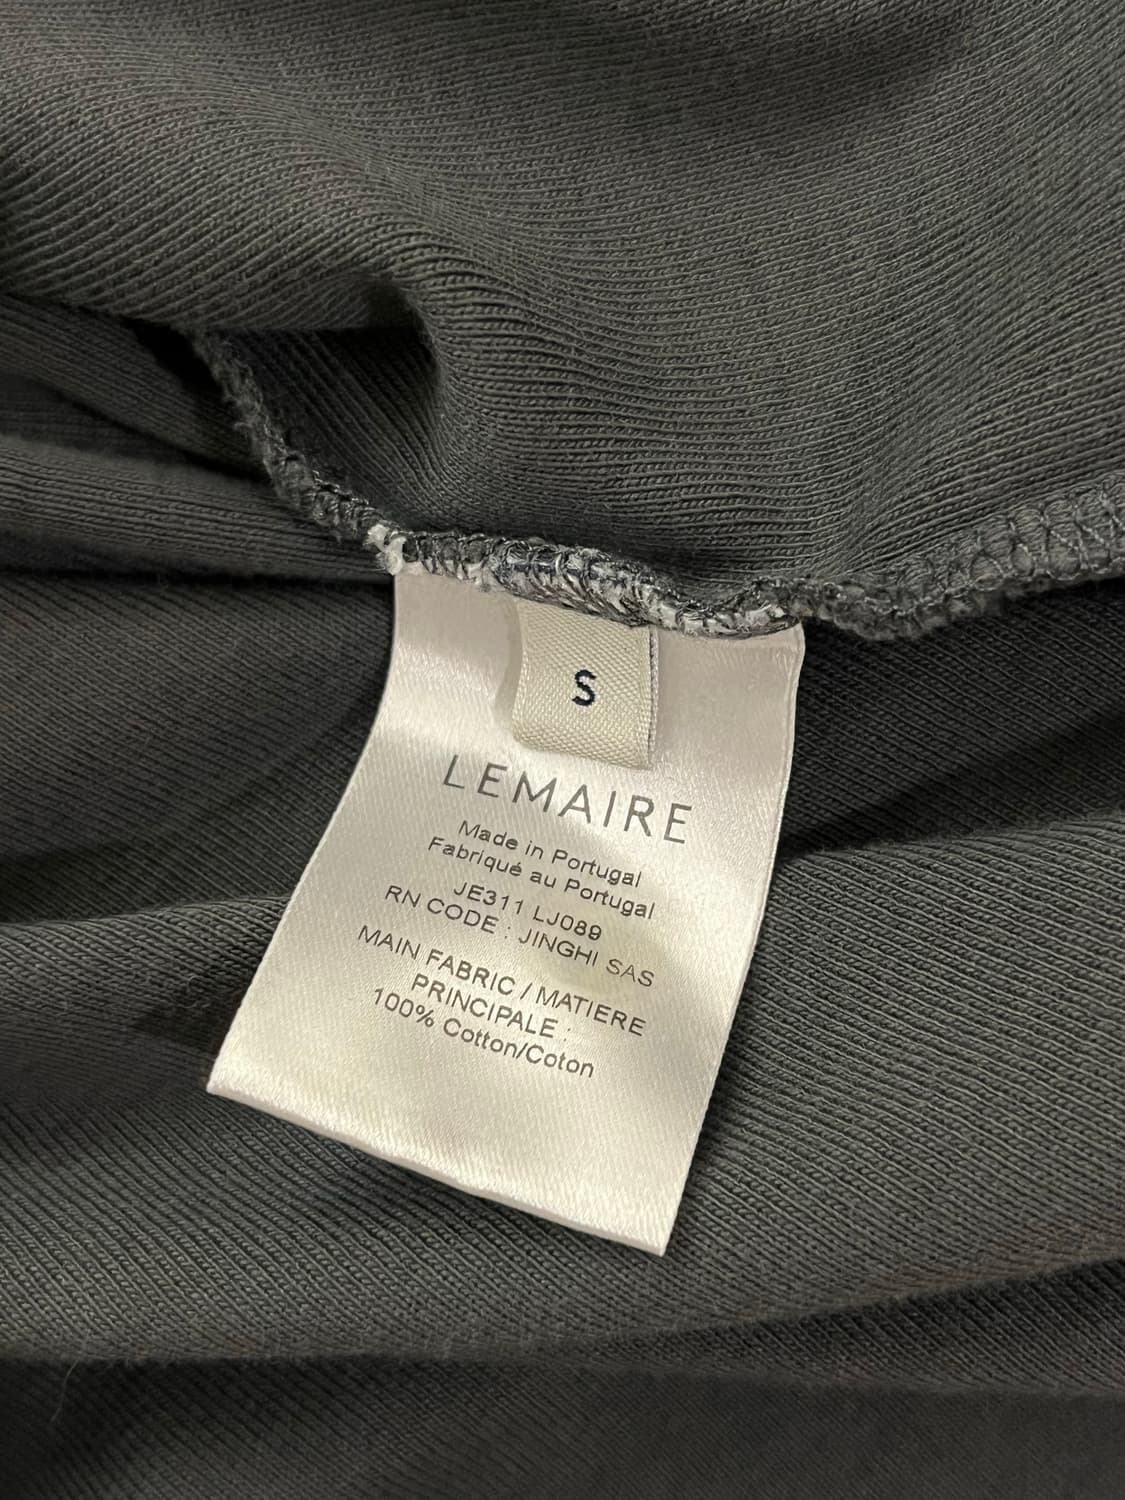 S
LEMAIRE
Made in Portugal
Fabriqué au Portugal
JE311 LJ089
RN CODE : JINGHI SAS
MAIN FABRIC / MATIERE
PRINCIPALE :
100% Cotton/Coton